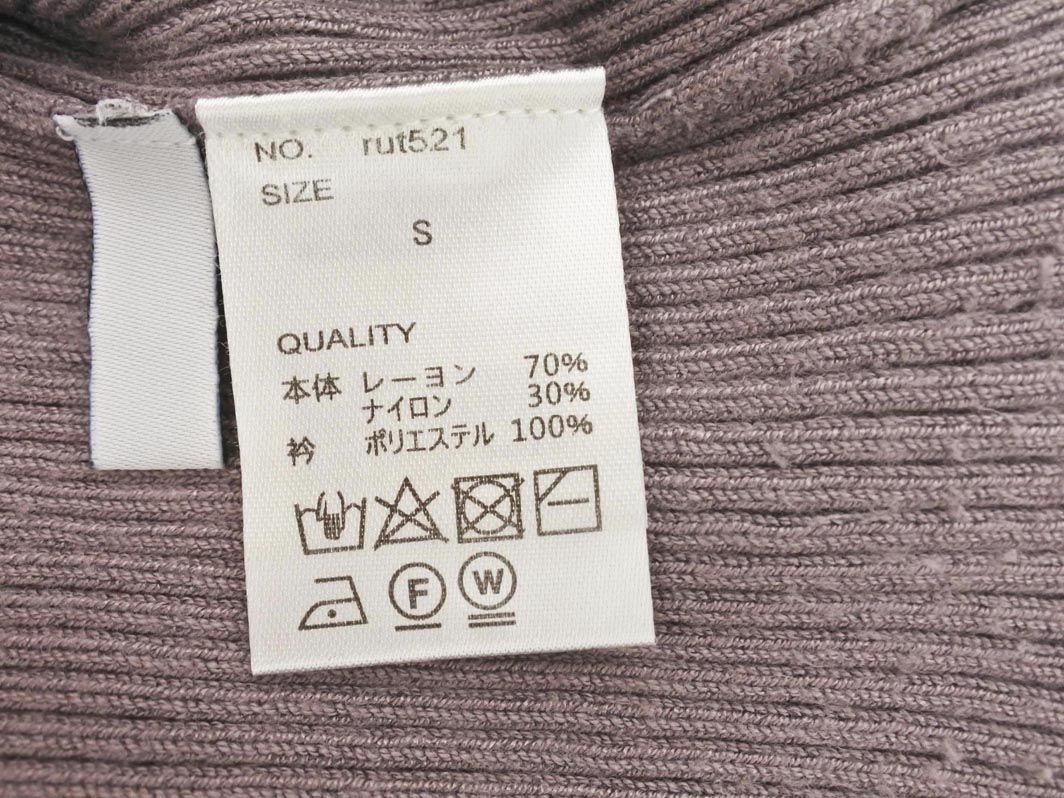 NO. rut521
SIZE
S
QUALITY
本体 レーヨン 70%
ナイロン 30%
衿 ポリエステル 100%
F W